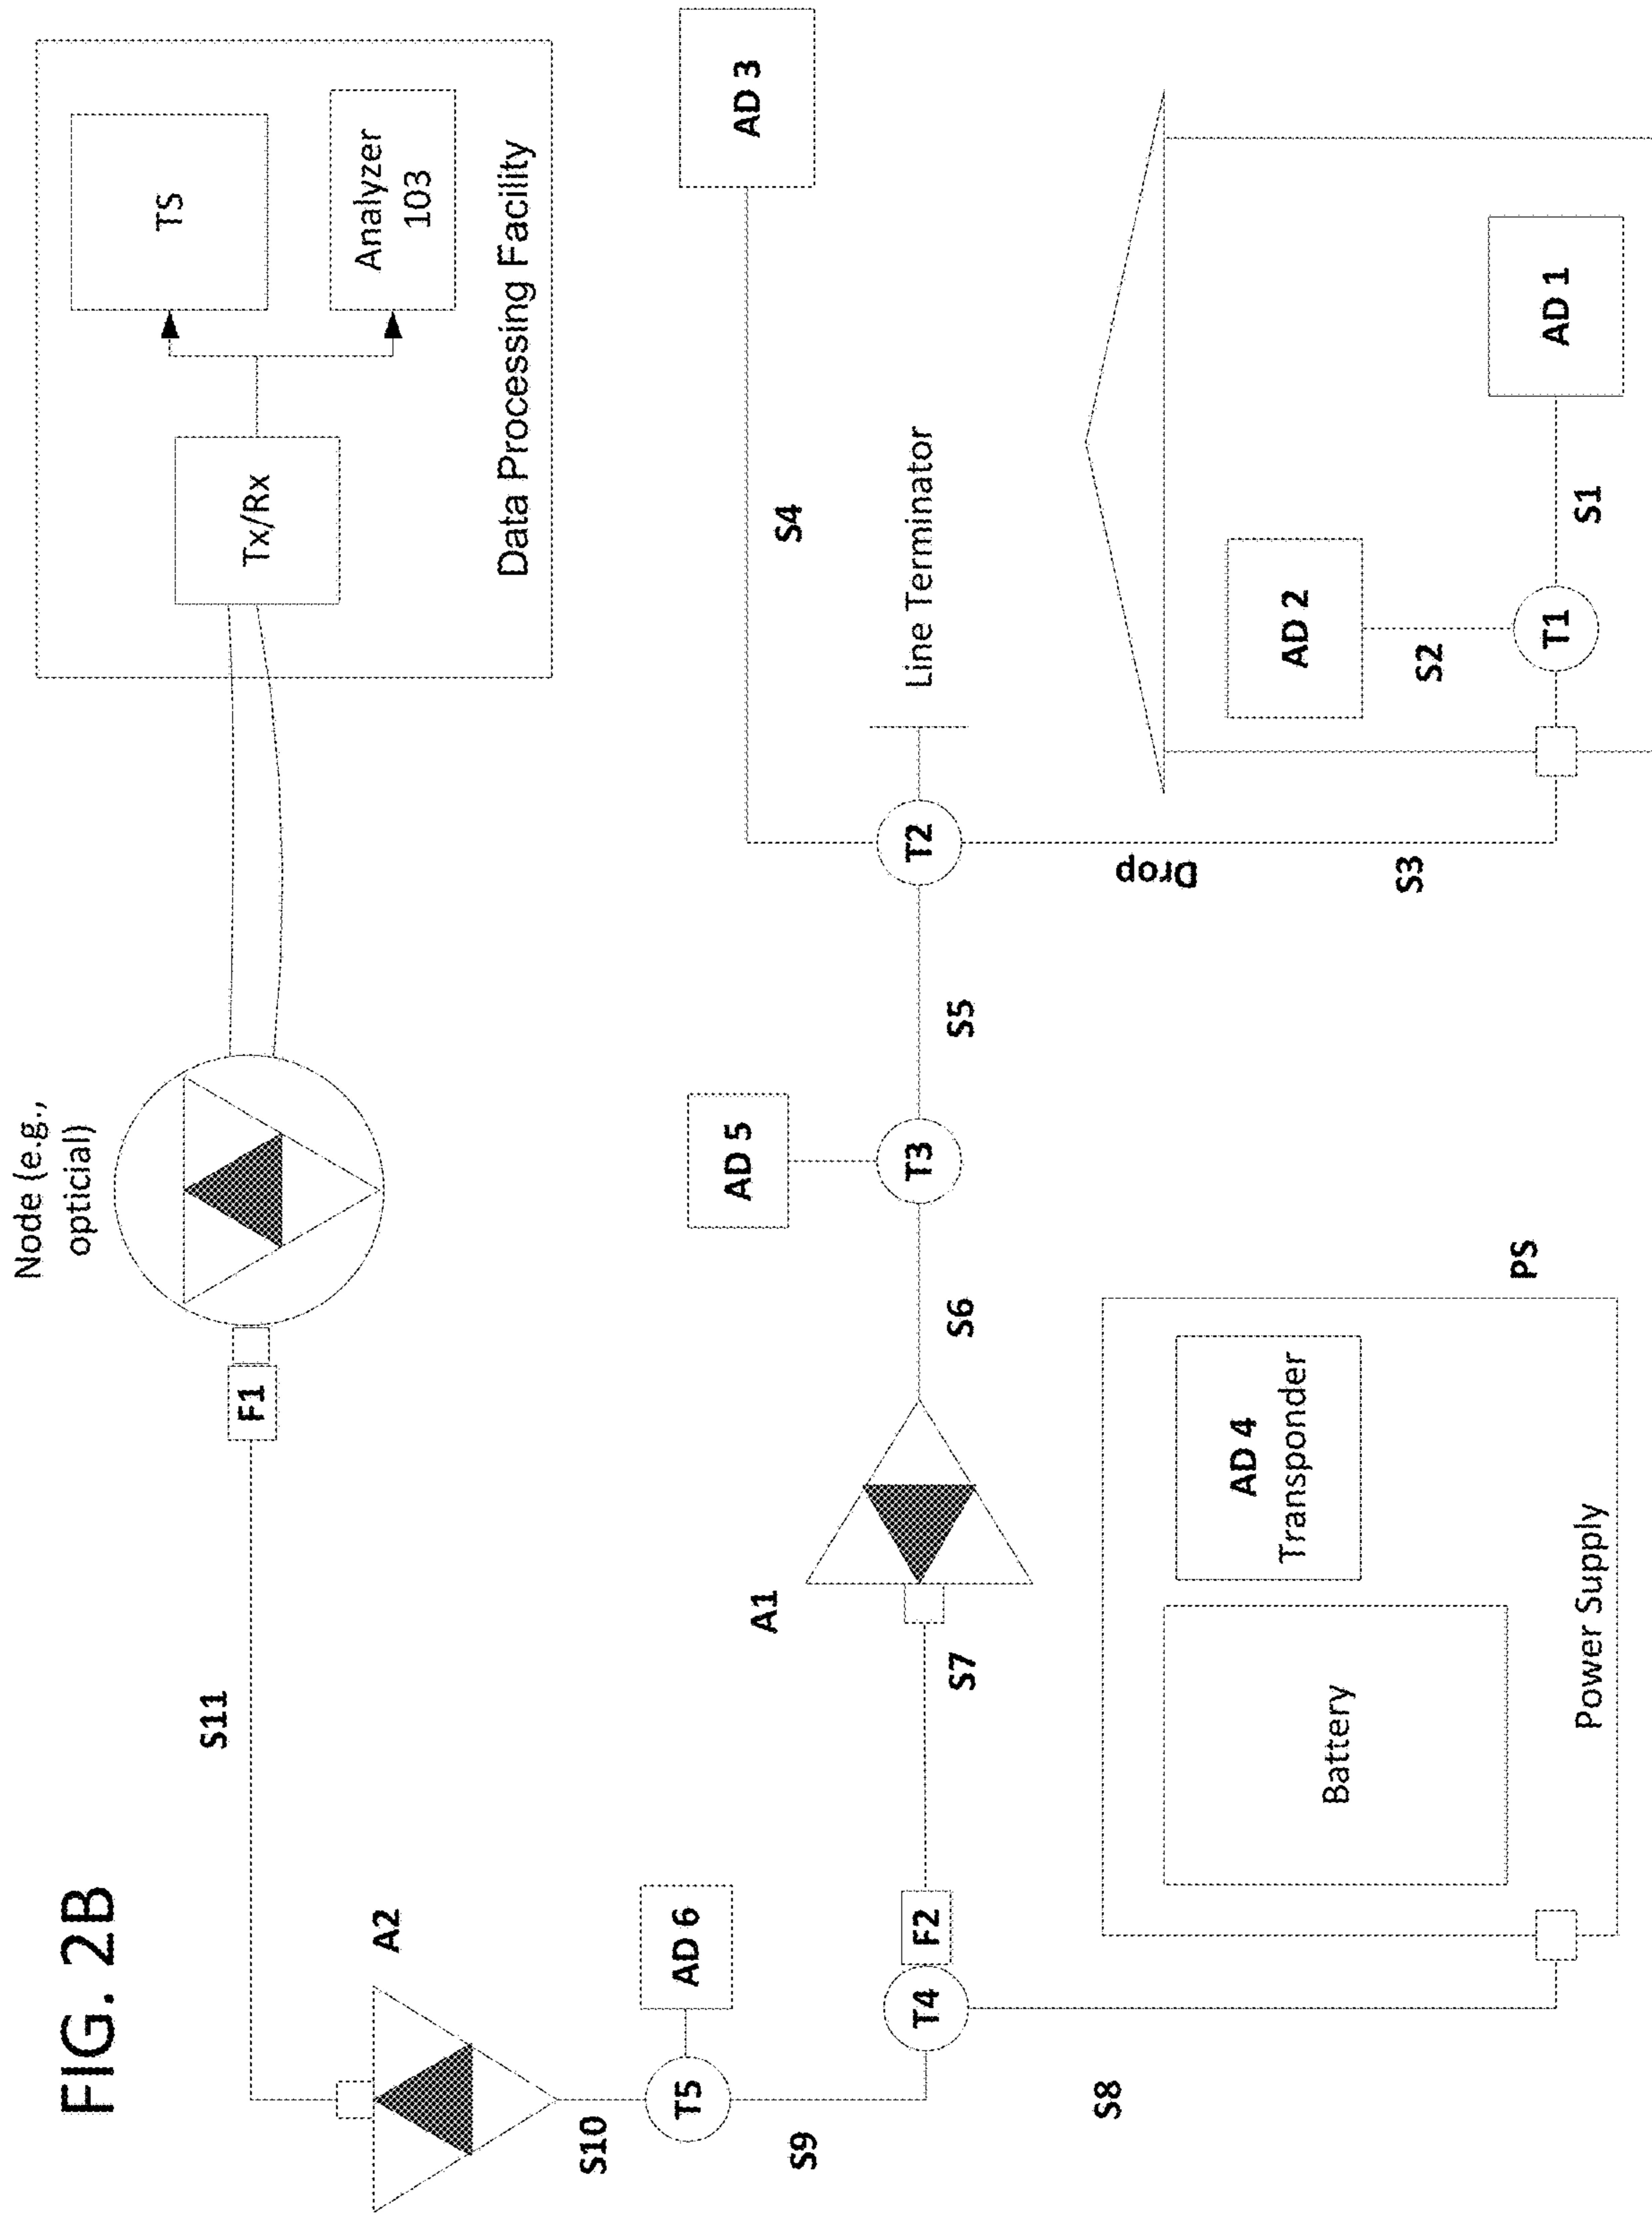 FIG. 2B
Node (e.g.,
opticial)
TS
Analyzer
103
Tx/Rx
Data Processing Facility
F1
S11
A2
S10
T5
AD 6
S9
T4
F2
S8
S7
A1
S6
T3
AD 5
S5
T2
Line Terminator
S4
AD 3
Drop
S3
AD 2
S2
T1
S1
AD 1
PS
AD 4
Transponder
Battery
Power Supply